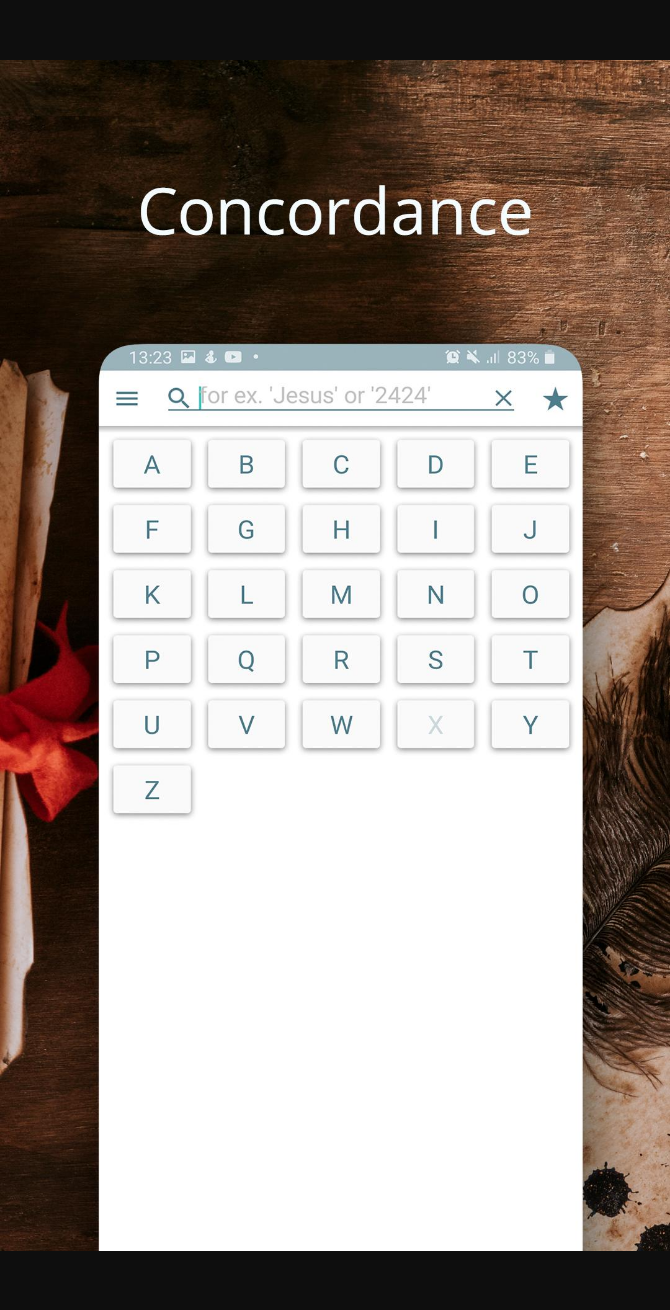 Concordance
13:23 83%
for ex. 'Jesus' or '2424'
A B C D E
F G H I J
K L M N O
P Q R S T
U V W X Y
Z